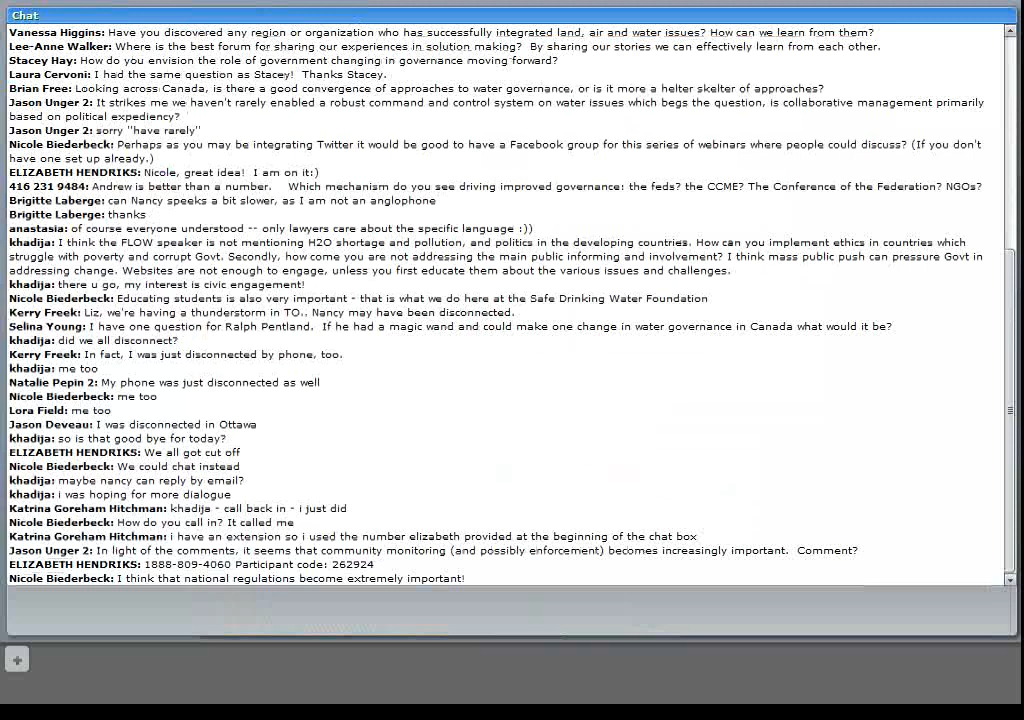 Chat
Vanessa Higgins: Have you discovered any region or organization who has successfully integrated land, air and water issues? How can we learn from them?
Lee-Anne Walker: Where is the best forum for sharing our experiences in solution making?  By sharing our stories we can effectively learn from each other.
Stacey Hay: How do you envision the role of government changing in governance moving forward?
Laura Cervoni: I had the same question as Stacey!  Thanks Stacey.
Brian Free: Looking across Canada, is there a good convergence of approaches to water governance, or is it more a helter skelter of approaches?
Jason Unger 2: It strikes me we haven't rarely enabled a robust command and control system on water issues which begs the question, is collaborative management primarily
based on political expediency?
Jason Unger 2: sorry "have rarely"
Nicole Biederbeck: Perhaps as you may be integrating Twitter it would be good to have a Facebook group for this series of webinars where people could discuss? (If you don't
have one set up already.)
ELIZABETH HENDRIKS: Nicole, great idea!  I am on it:)
416 231 9484: Andrew is better than a number.    Which mechanism do you see driving improved governance: the feds? the CCME? The Conference of the Federation? NGOs?
Brigitte Laberge: can Nancy speeks a bit slower, as I am not an anglophone
Brigitte Laberge: thanks
anastasia: of course everyone understood -- only lawyers care about the specific language :))
khadija: I think the FLOW speaker is not mentioning H2O shortage and pollution, and politics in the developing countries. How can you implement ethics in countries which
struggle with poverty and corrupt Govt. Secondly, how come you are not addressing the main public informing and involvement? I think mass public push can pressure Govt in
addressing change. Websites are not enough to engage, unless you first educate them about the various issues and challenges.
khadija: there u go, my interest is civic engagement!
Nicole Biederbeck: Educating students is also very important - that is what we do here at the Safe Drinking Water Foundation
Kerry Freek: Liz, we're having a thunderstorm in TO.. Nancy may have been disconnected.
Selina Young: I have one question for Ralph Pentland.  If he had a magic wand and could make one change in water governance in Canada what would it be?
khadija: did we all disconnect?
Kerry Freek: In fact, I was just disconnected by phone, too.
khadija: me too
Natalie Pepin 2: My phone was just disconnected as well
Nicole Biederbeck: me too
Lora Field: me too
Jason Deveau: I was disconnected in Ottawa
khadija: so is that good bye for today?
ELIZABETH HENDRIKS: We all got cut off
Nicole Biederbeck: We could chat instead
khadija: maybe nancy can reply by email?
khadija: i was hoping for more dialogue
Katrina Goreham Hitchman: khadija - call back in - i just did
Nicole Biederbeck: How do you call in? It called me
Katrina Goreham Hitchman: i have an extension so i used the number elizabeth provided at the beginning of the chat box
Jason Unger 2: In light of the comments, it seems that community monitoring (and possibly enforcement) becomes increasingly important.  Comment?
ELIZABETH HENDRIKS: 1888-809-4060 Participant code: 262924
Nicole Biederbeck: I think that national regulations become extremely important!